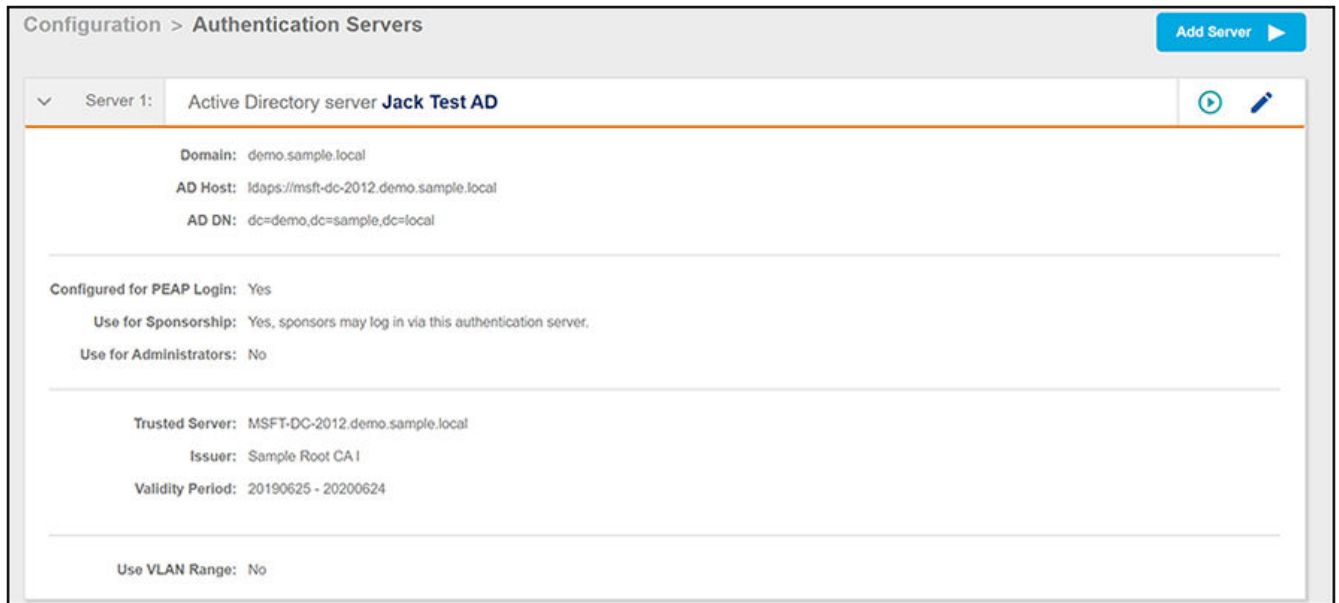 Configuration > Authentication Servers
Add Server
Server 1: Active Directory server Jack Test AD
Domain: demo.sample.local
AD Host: ldaps://msft-dc-2012.demo.sample.local
AD DN: dc=demo,dc=sample,dc=local
Configured for PEAP Login: Yes
Use for Sponsorship: Yes, sponsors may log in via this authentication server.
Use for Administrators: No
Trusted Server: MSFT-DC-2012.demo.sample.local
Issuer: Sample Root CA I
Validity Period: 20190625 - 20200624
Use VLAN Range: No